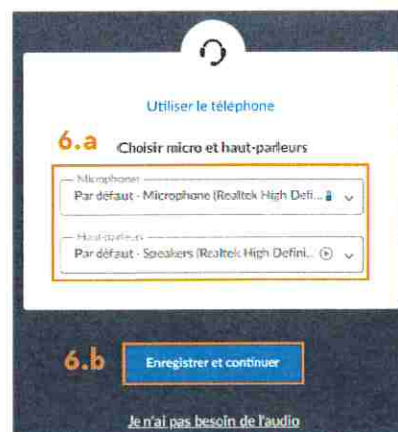 Utiliser le téléphone
6.a Choisir micro et haut-parleurs
Microphones
Par défaut - Microphone (Realtek High Defi...
Haut-parleurs
Par défaut - Speakers (Realtek High Defini...
6.b Enregistrer et continuer
Je n'ai pas besoin de l'audio